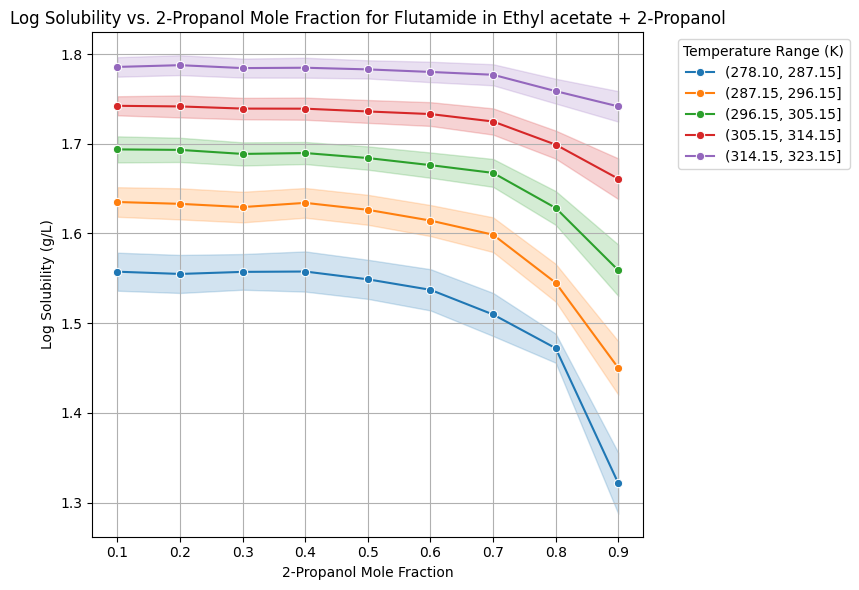 Log Solubility vs. 2-Propanol Mole Fraction for Flutamide in Ethyl acetate + 2-Propanol
Log Solubility (g/L)
1.8
1.7
1.6
1.5
1.4
1.3
0.1 0.2 0.3 0.4 0.5 0.6 0.7 0.8 0.9
2-Propanol Mole Fraction
Temperature Range (K)
(278.10, 287.15]
(287.15, 296.15]
(296.15, 305.15]
(305.15, 314.15]
(314.15, 323.15]